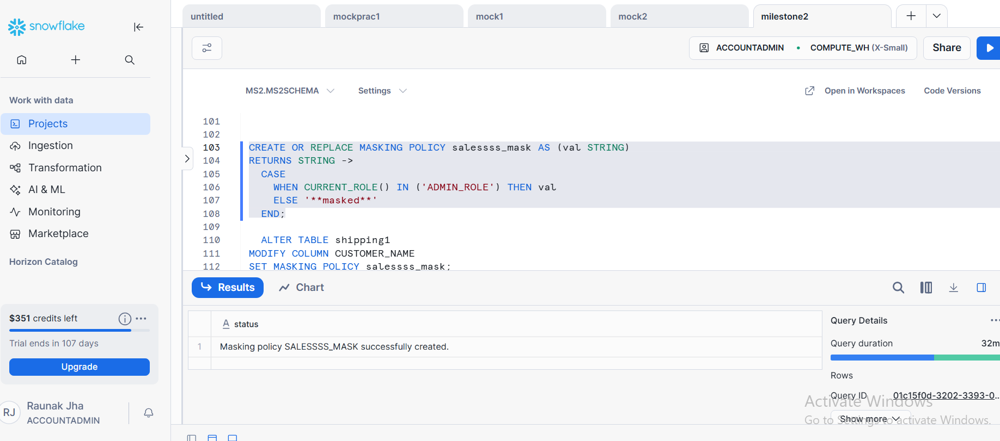 snowflake
Work with data
Projects
Ingestion
Transformation
AI & ML
Monitoring
Marketplace
Horizon Catalog
$351 credits left
Trial ends in 107 days
Upgrade
RJ
Raunak Jha
ACCOUNTADMIN
untitled
mockprac1
mock1
mock2
milestone2
ACCOUNTADMIN • COMPUTE_WH (X-Small)
Share
MS2.MS2SCHEMA
Settings
Open in Workspaces
Code Versions
101
102
103 CREATE OR REPLACE MASKING POLICY salessss_mask AS (val STRING)
104 RETURNS STRING ->
105 CASE
106 WHEN CURRENT_ROLE() IN ('ADMIN_ROLE') THEN val
107 ELSE '**masked**'
108 END;
109
110 ALTER TABLE shipping1
111 MODIFY COLUMN CUSTOMER_NAME
112 SET MASKING POLICY salessss_mask;
Results
Chart
A status
1 Masking policy SALESSSS_MASK successfully created.
Query Details
Query duration 32m
Rows
Query ID 01c15f0d-3202-3393-0...
Show more
Activate Windows
Go to Settings to activate Windows.